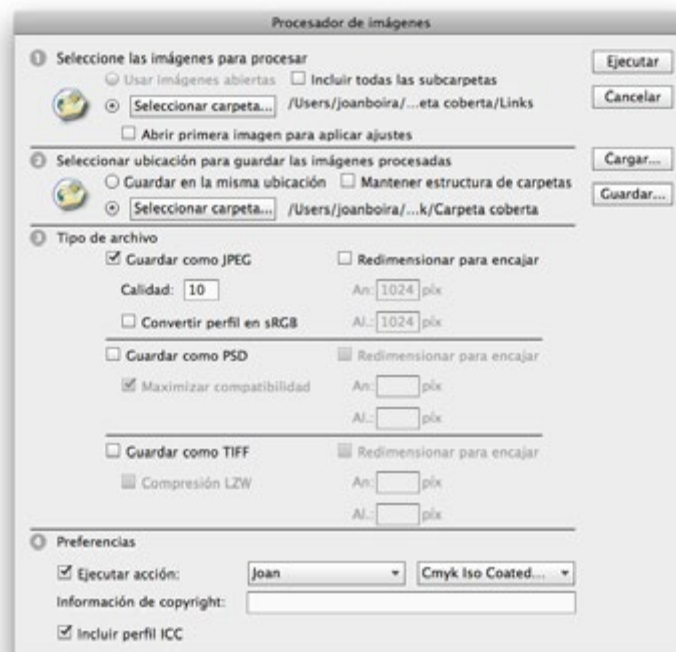 Procesador de imágenes
1 Seleccione las imágenes para procesar
Usar imágenes abiertas Incluir todas las subcarpetas
Seleccionar carpeta... /Users/joanboira/...eta coberta/Links
Abrir primera imagen para aplicar ajustes
2 Seleccionar ubicación para guardar las imágenes procesadas
Guardar en la misma ubicación Mantener estructura de carpetas
Seleccionar carpeta... /Users/joanboira/...k/Carpeta coberta
3 Tipo de archivo
Guardar como JPEG Redimensionar para encajar
Calidad: 10 An: 1024 píx
Convertir perfil en sRGB Al.: 1024 píx
Guardar como PSD Redimensionar para encajar
Maximizar compatibilidad An: píx
Al.: píx
Guardar como TIFF Redimensionar para encajar
Compresión LZW An: píx
Al.: píx
4 Preferencias
Ejecutar acción: Joan Cmyk Iso Coated...
Información de copyright:
Incluir perfil ICC
Ejecutar
Cancelar
Cargar...
Guardar...